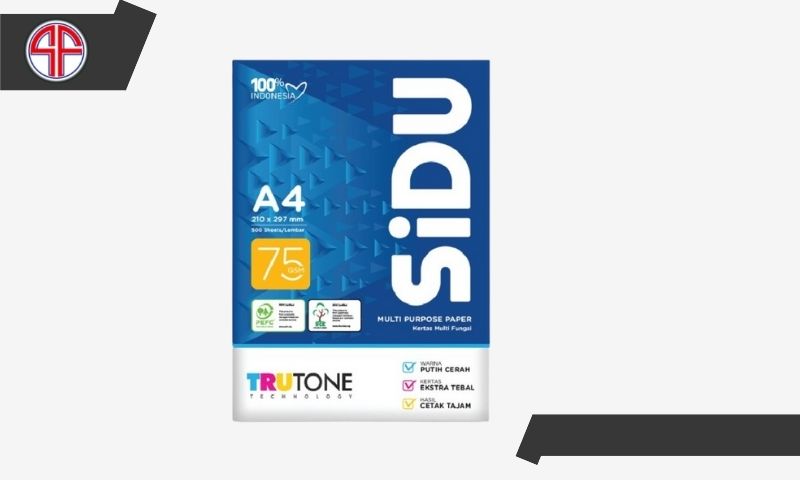 100%
INDONESIA
SiDU
A4
210 x 297 mm
500 Sheets/Lembar
75
GSM
PEFC
MULTI PURPOSE PAPER
Kertas Multi Fungsi
TRUTONE
TECHNOLOGY
WARNA
PUTIH CERAH
KERTAS
EKSTRA TEBAL
HASIL
CETAK TAJAM